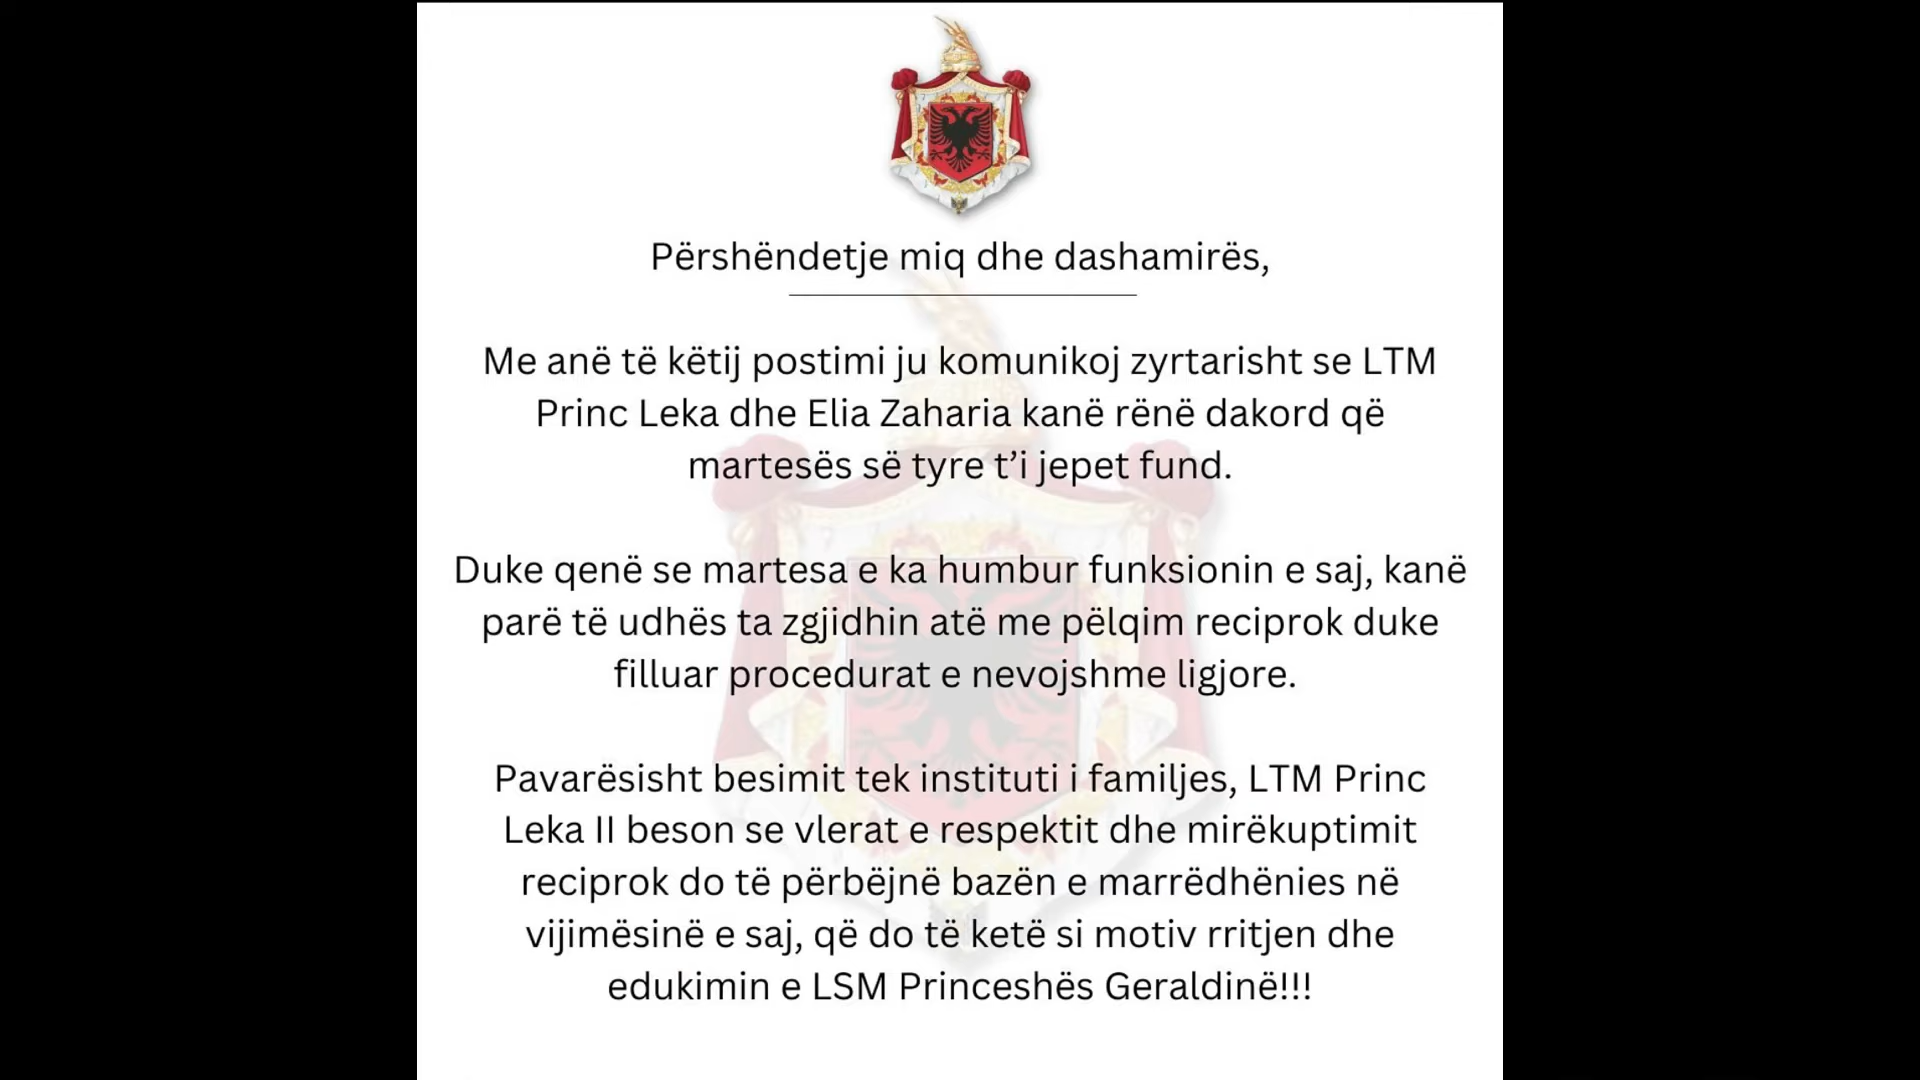 Përshëndetje miq dhe dashamirës,
Me anë të këtij postimi ju komunikoj zyrtarisht se LTM
Princ Leka dhe Elia Zaharia kanë rënë dakord që
martesës së tyre t’i jepet fund.
Duke qenë se martesa e ka humbur funksionin e saj, kanë
parë të udhës ta zgjidhin atë me pëlqim reciprok duke
filluar procedurat e nevojshme ligjore.
Pavarësisht besimit tek instituti i familjes, LTM Princ
Leka II beson se vlerat e respektit dhe mirëkuptimit
reciprok do të përbëjnë bazën e marrëdhënies në
vijimësinë e saj, që do të ketë si motiv rritjen dhe
edukimin e LSM Princeshës Geraldinë!!!